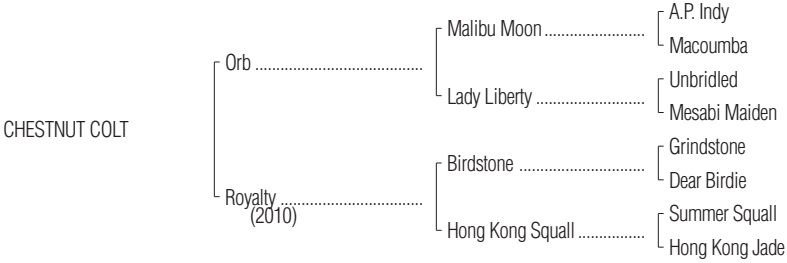 A.P. Indy
Malibu Moon ........................
Macoumba
Orb ........................................
Unbridled
Lady Liberty ..........................
Mesabi Maiden
CHESTNUT COLT
Grindstone
Birdstone ..............................
Dear Birdie
Royalty ..................................
(2010)
Summer Squall
Hong Kong Squall ................
Hong Kong Jade